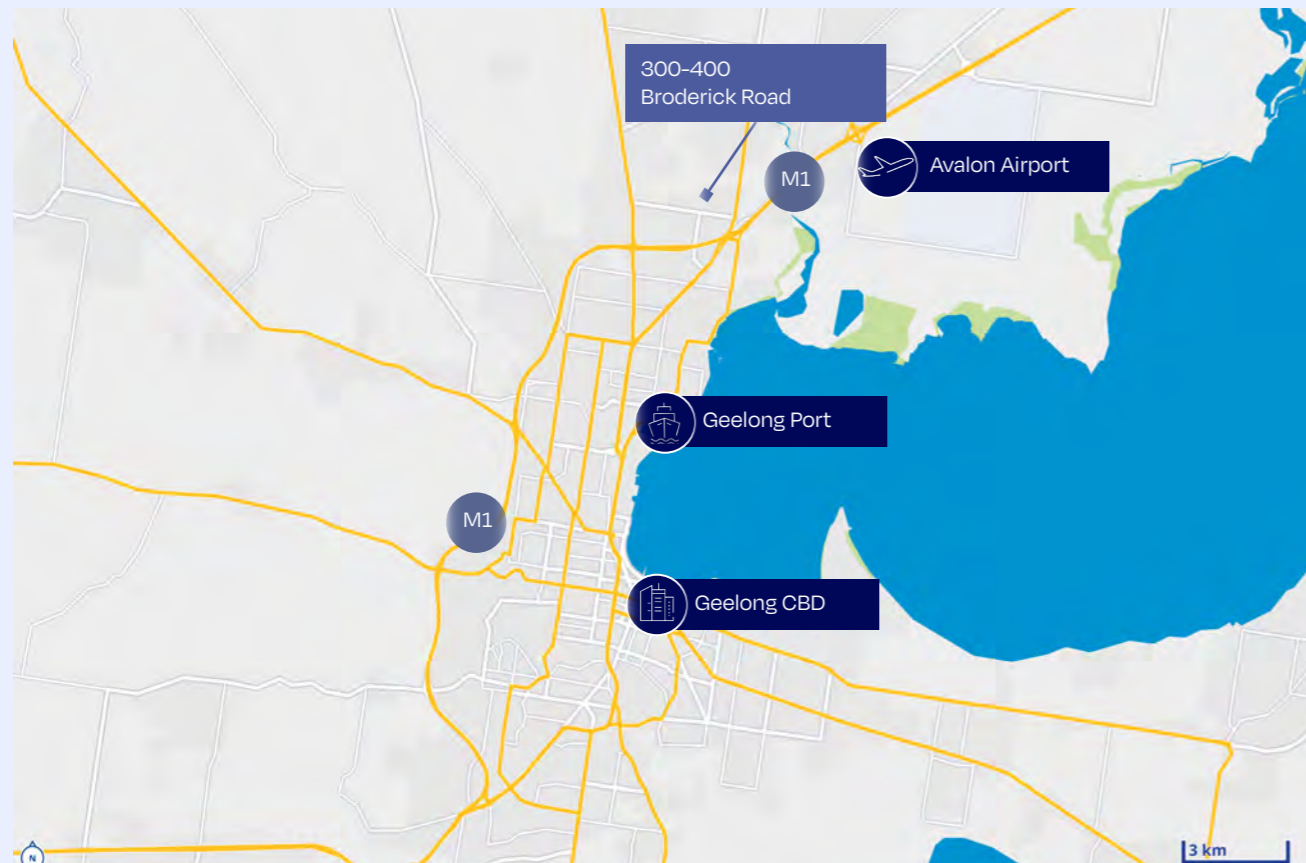 300-400
Broderick Road
M1
Avalon Airport
Geelong Port
M1
Geelong CBD
N
3 km